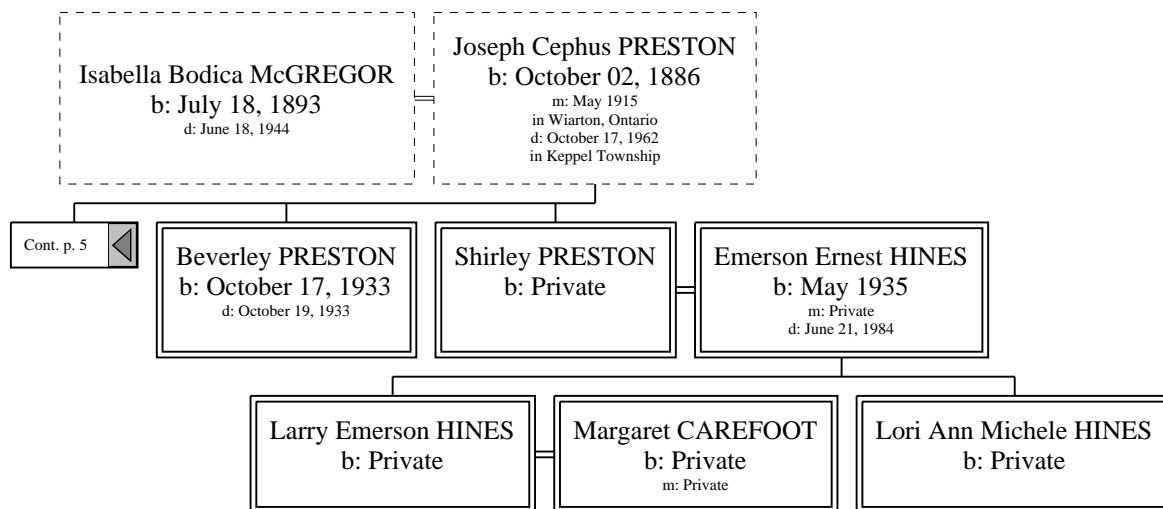 Isabella Bodica McGREGOR
b: July 18, 1893
d: June 18, 1944
Joseph Cephus PRESTON
b: October 02, 1886
m: May 1915
in Wiarton, Ontario
d: October 17, 1962
in Keppel Township
Cont. p. 5
Beverley PRESTON
b: October 17, 1933
d: October 19, 1933
Shirley PRESTON
b: Private
Emerson Ernest HINES
b: May 1935
m: Private
d: June 21, 1984
Larry Emerson HINES
b: Private
Margaret CAREFOOT
b: Private
m: Private
Lori Ann Michele HINES
b: Private